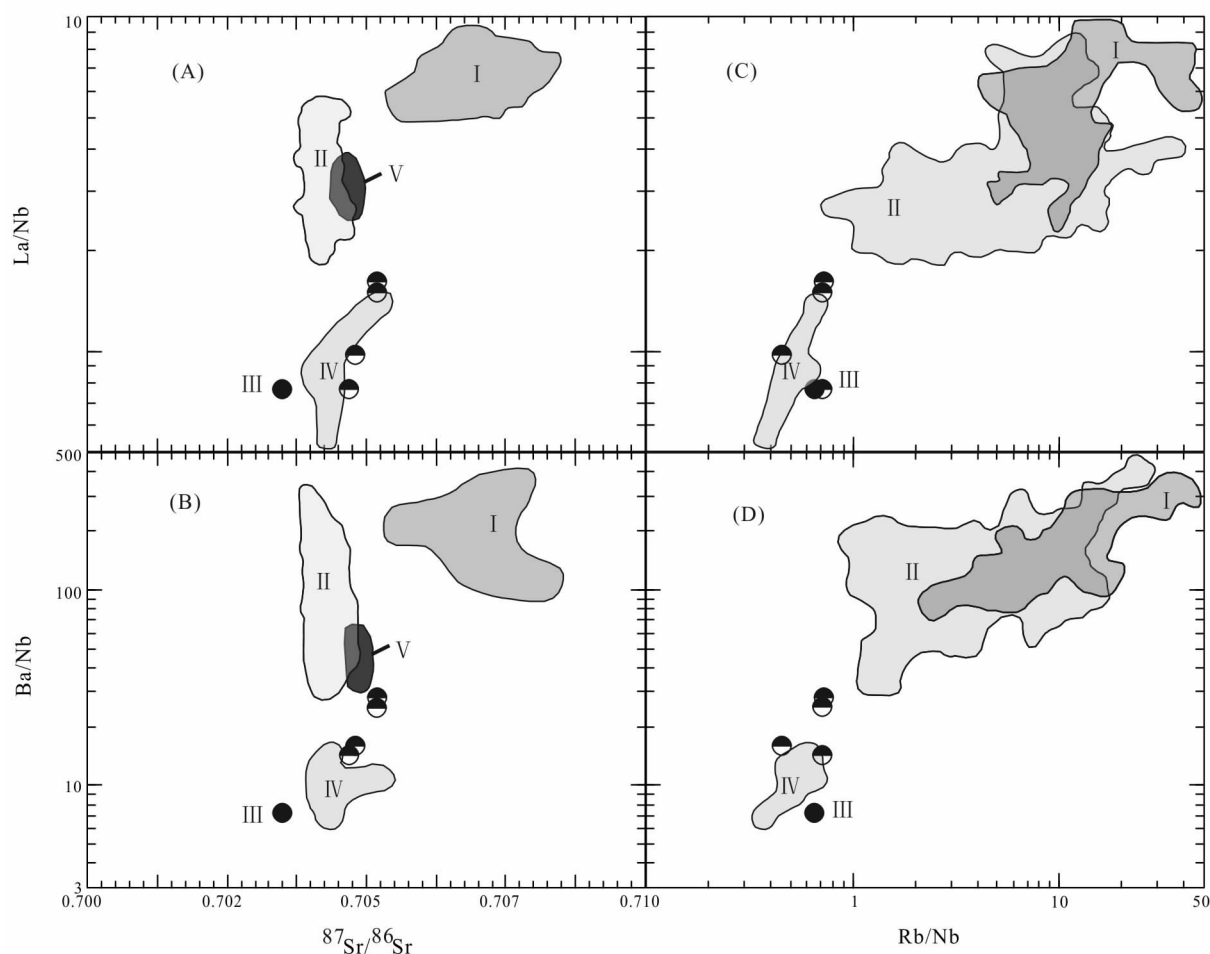 10
(A)
I
(C)
I
II
V
II
La/Nb
IV
III
IV
III
500
(B)
I
(D)
I
II
II
100
V
Ba/Nb
10
III
IV
IV
III
3
0.700
0.702
0.705
0.707
0.710
1
10
50
⁸⁷Sr/⁸⁶Sr
Rb/Nb